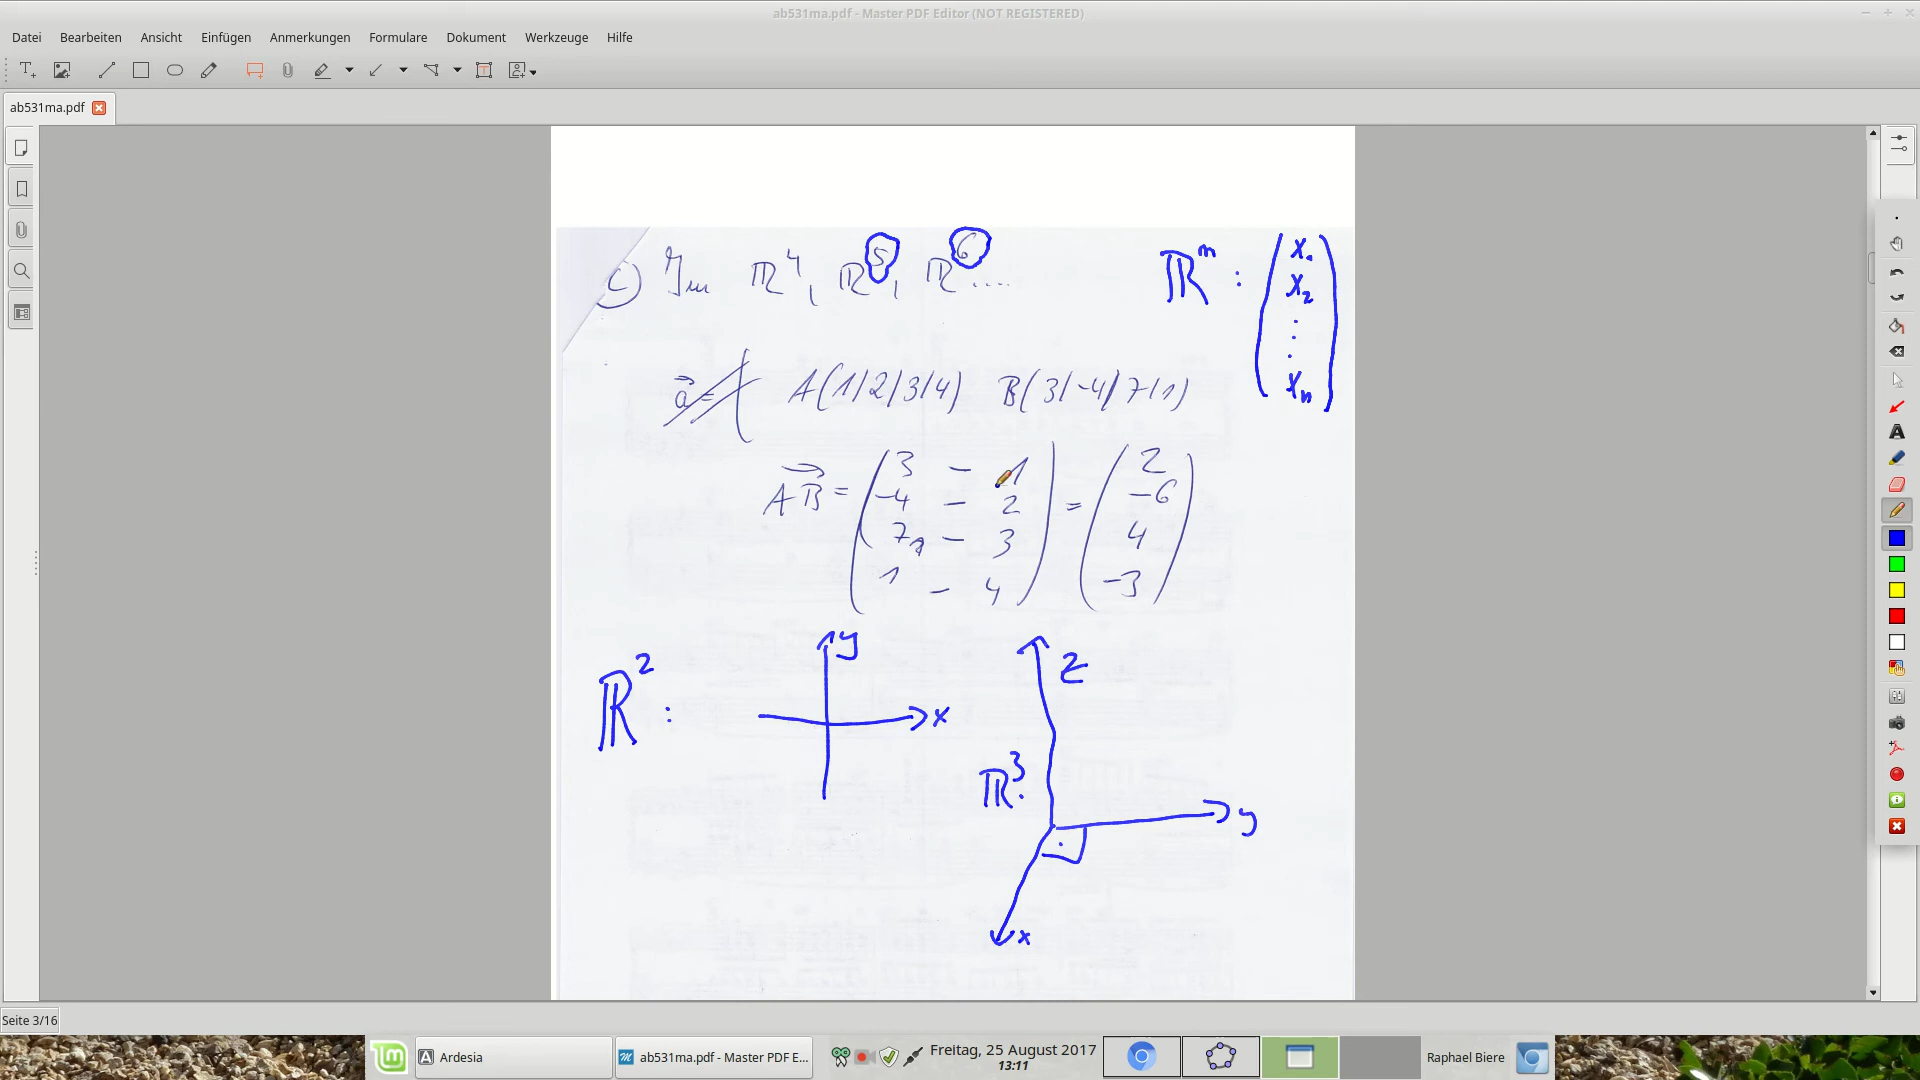 ab531ma.pdf - Master PDF Editor (NOT REGISTERED)
Datei Bearbeiten Ansicht Einfügen Anmerkungen Formulare Dokument Werkzeuge Hilfe
ab531ma.pdf
c) Im ℝ⁴, ℝ⁵, ℝ⁶ ....
ℝⁿ : ( x₁
x₂
⋮
xₙ )
a⃗ = (
A(1/2/3/4) B(3/-4/7/1)
AB⃗ = ( 3 - 1 ) = ( 2 )
( -4 - 2 ) ( -6 )
( 7 - 3 ) ( 4 )
( 1 - 4 ) ( -3 )
ℝ² :
y
x
ℝ³:
z
y
x
Seite 3/16
Ardesia
ab531ma.pdf - Master PDF E...
Freitag, 25 August 2017
13:11
Raphael Biere